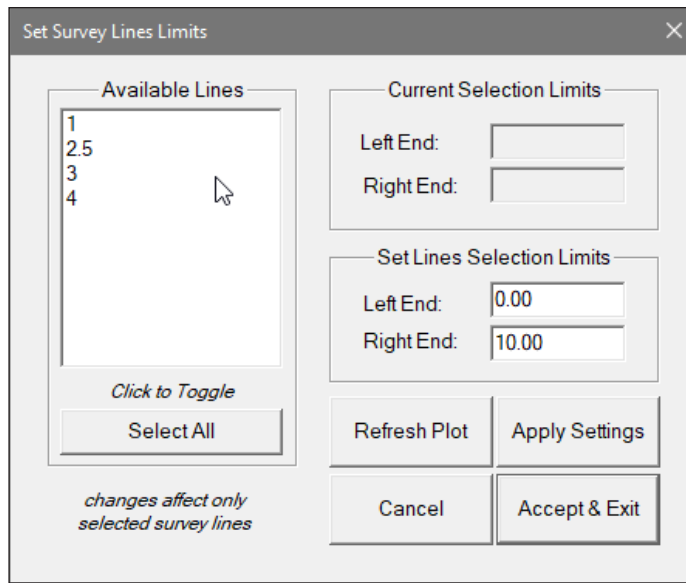 Set Survey Lines Limits
Available Lines
1
2.5
3
4
Click to Toggle
Select All
changes affect only
selected survey lines
Current Selection Limits
Left End:
Right End:
Set Lines Selection Limits
Left End: 0.00
Right End: 10.00
Refresh Plot
Apply Settings
Cancel
Accept & Exit